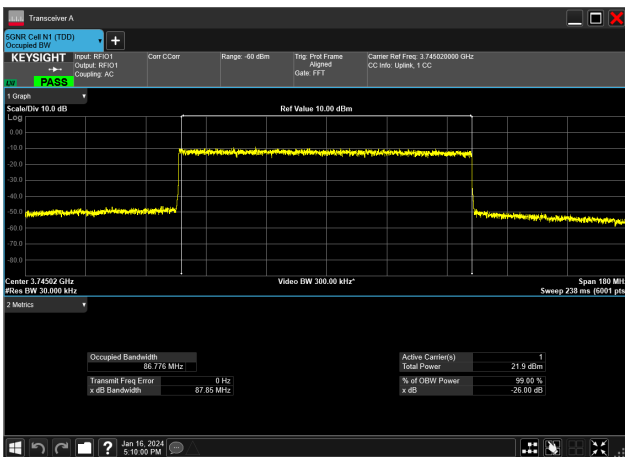 Transceiver A
5GNR Cell N1 (TDD)
Occupied BW
KEYSIGHT
Input: RFIO1
Output: RFIO1
Coupling: AC
Corr CCorr
Range: -60 dBm
Trig: Prot Frame
Aligned
Gate: FFT
Carrier Ref Freq: 3.745020000 GHz
CC Info: Uplink, 1 CC
PASS
1 Graph
Scale/Div 10.0 dB
Ref Value 10.00 dBm
Log
0.00
-10.0
-20.0
-30.0
-40.0
-50.0
-60.0
-70.0
-80.0
Center 3.74502 GHz
Video BW 300.00 kHz*
Span 180 MHz
#Res BW 30.000 kHz
Sweep 238 ms (6001 pts
2 Metrics
Occupied Bandwidth
86.776 MHz
Active Carrier(s) 1
Total Power 21.9 dBm
Transmit Freq Error 0 Hz
x dB Bandwidth 87.85 MHz
% of OBW Power 99.00 %
x dB -26.00 dB
?
Jan 16, 2024
5:10:00 PM